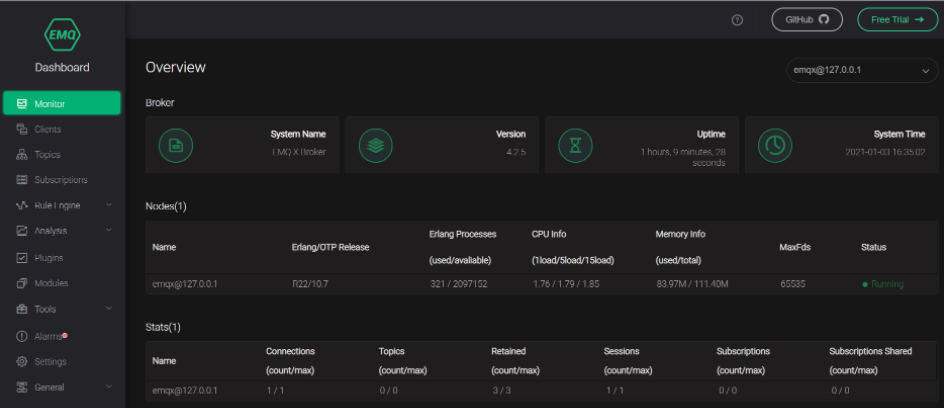 EMQ
GitHub
Free Trial →
Dashboard
Overview
emqx@127.0.0.1
Monitor
Clients
Topics
Subscriptions
Rule Engine
Analysis
Plugins
Modules
Tools
Alarms
Settings
General
Broker
System Name
EMQ X Broker
Version
4.2.5
Uptime
1 hours, 9 minutes, 28
seconds
System Time
2021-01-03 16:35:02
Nodes(1)
Name Erlang/OTP Release Erlang Processes (used/avaliable) CPU Info (1load/5load/15load) Memory Info (used/total) MaxFds Status
emqx@127.0.0.1 R22/10.7 321 / 2097152 1.76 / 1.79 / 1.85 83.97M / 111.40M 65535 Running
Stats(1)
Name Connections (count/max) Topics (count/max) Retained (count/max) Sessions (count/max) Subscriptions (count/max) Subscriptions Shared (count/max)
emqx@127.0.0.1 1 / 1 0 / 0 3 / 3 1 / 1 0 / 0 0 / 0